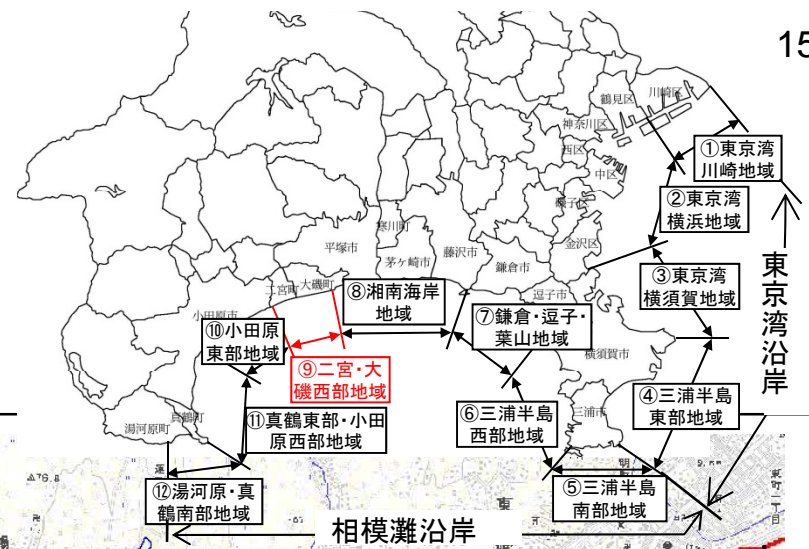 15
川崎区
鶴見区
神奈川区
西区
中区
磯子区
金沢区
①東京湾
川崎地域
②東京湾
横浜地域
③東京湾
横須賀地域
東京湾沿岸
寒川町
平塚市
茅ヶ崎市
藤沢市
鎌倉市
逗子市
大磯町
二宮町
小田原市
⑧湘南海岸
地域
⑦鎌倉・逗子・
葉山地域
⑩小田原
東部地域
⑨二宮・大
磯西部地域
横須賀市
④三浦半島
東部地域
真鶴町
湯河原町
⑪真鶴東部・小田
原西部地域
⑥三浦半島
西部地域
三浦市
⑤三浦半島
南部地域
⑫湯河原・真
鶴南部地域
相模灘沿岸